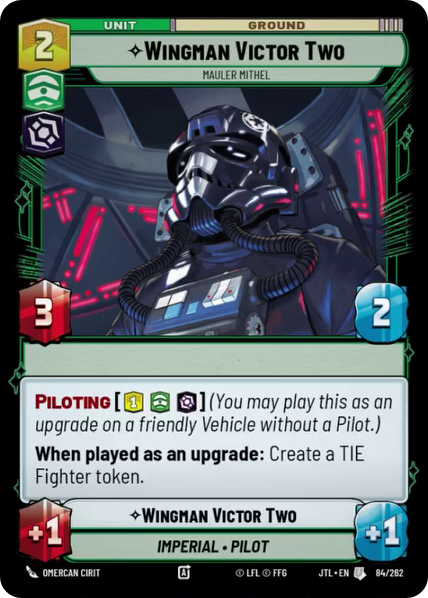 UNIT
GROUND
2
✧WINGMAN VICTOR TWO
MAULER MITHEL
3
2
PILOTING [1] (You may play this as an
upgrade on a friendly Vehicle without a Pilot.)
When played as an upgrade: Create a TIE
Fighter token.
✧WINGMAN VICTOR TWO
+1
+1
IMPERIAL • PILOT
OMERCAN CIRIT
A
© LFL © FFG
JTL • EN
84/262